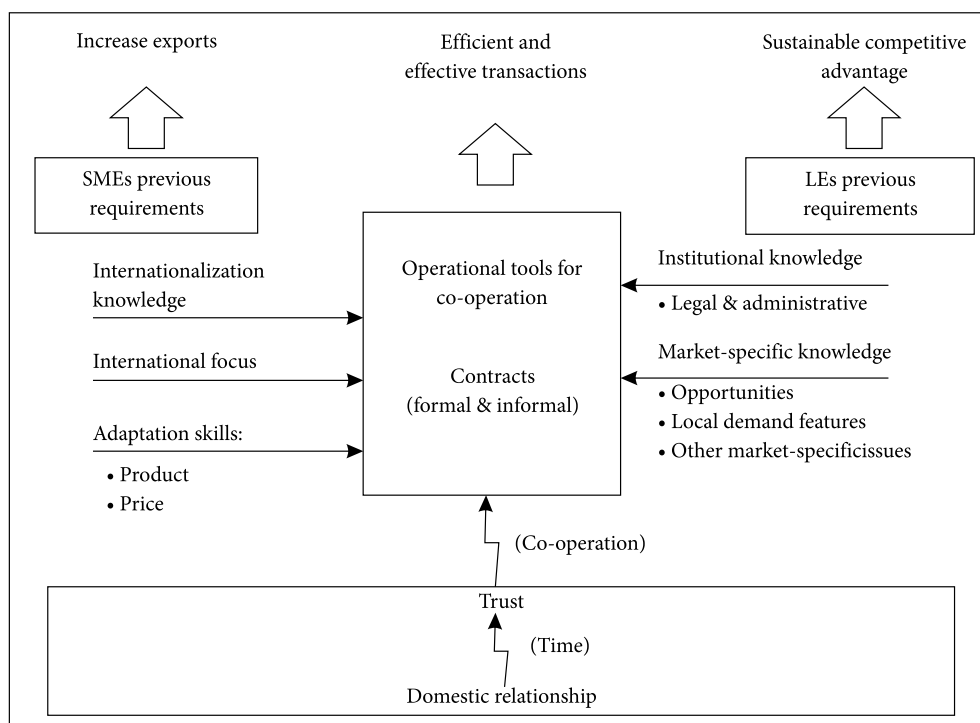 Increase exports
Efficient and
effective transactions
Sustainable competitive
advantage
SMEs previous
requirements
LEs previous
requirements
Internationalization
knowledge
International focus
Adaptation skills:
• Product
• Price
Operational tools for
co-operation
Contracts
(formal & informal)
Institutional knowledge
• Legal & administrative
Market-specific knowledge
• Opportunities
• Local demand features
• Other market-specificissues
(Co-operation)
Trust
(Time)
Domestic relationship